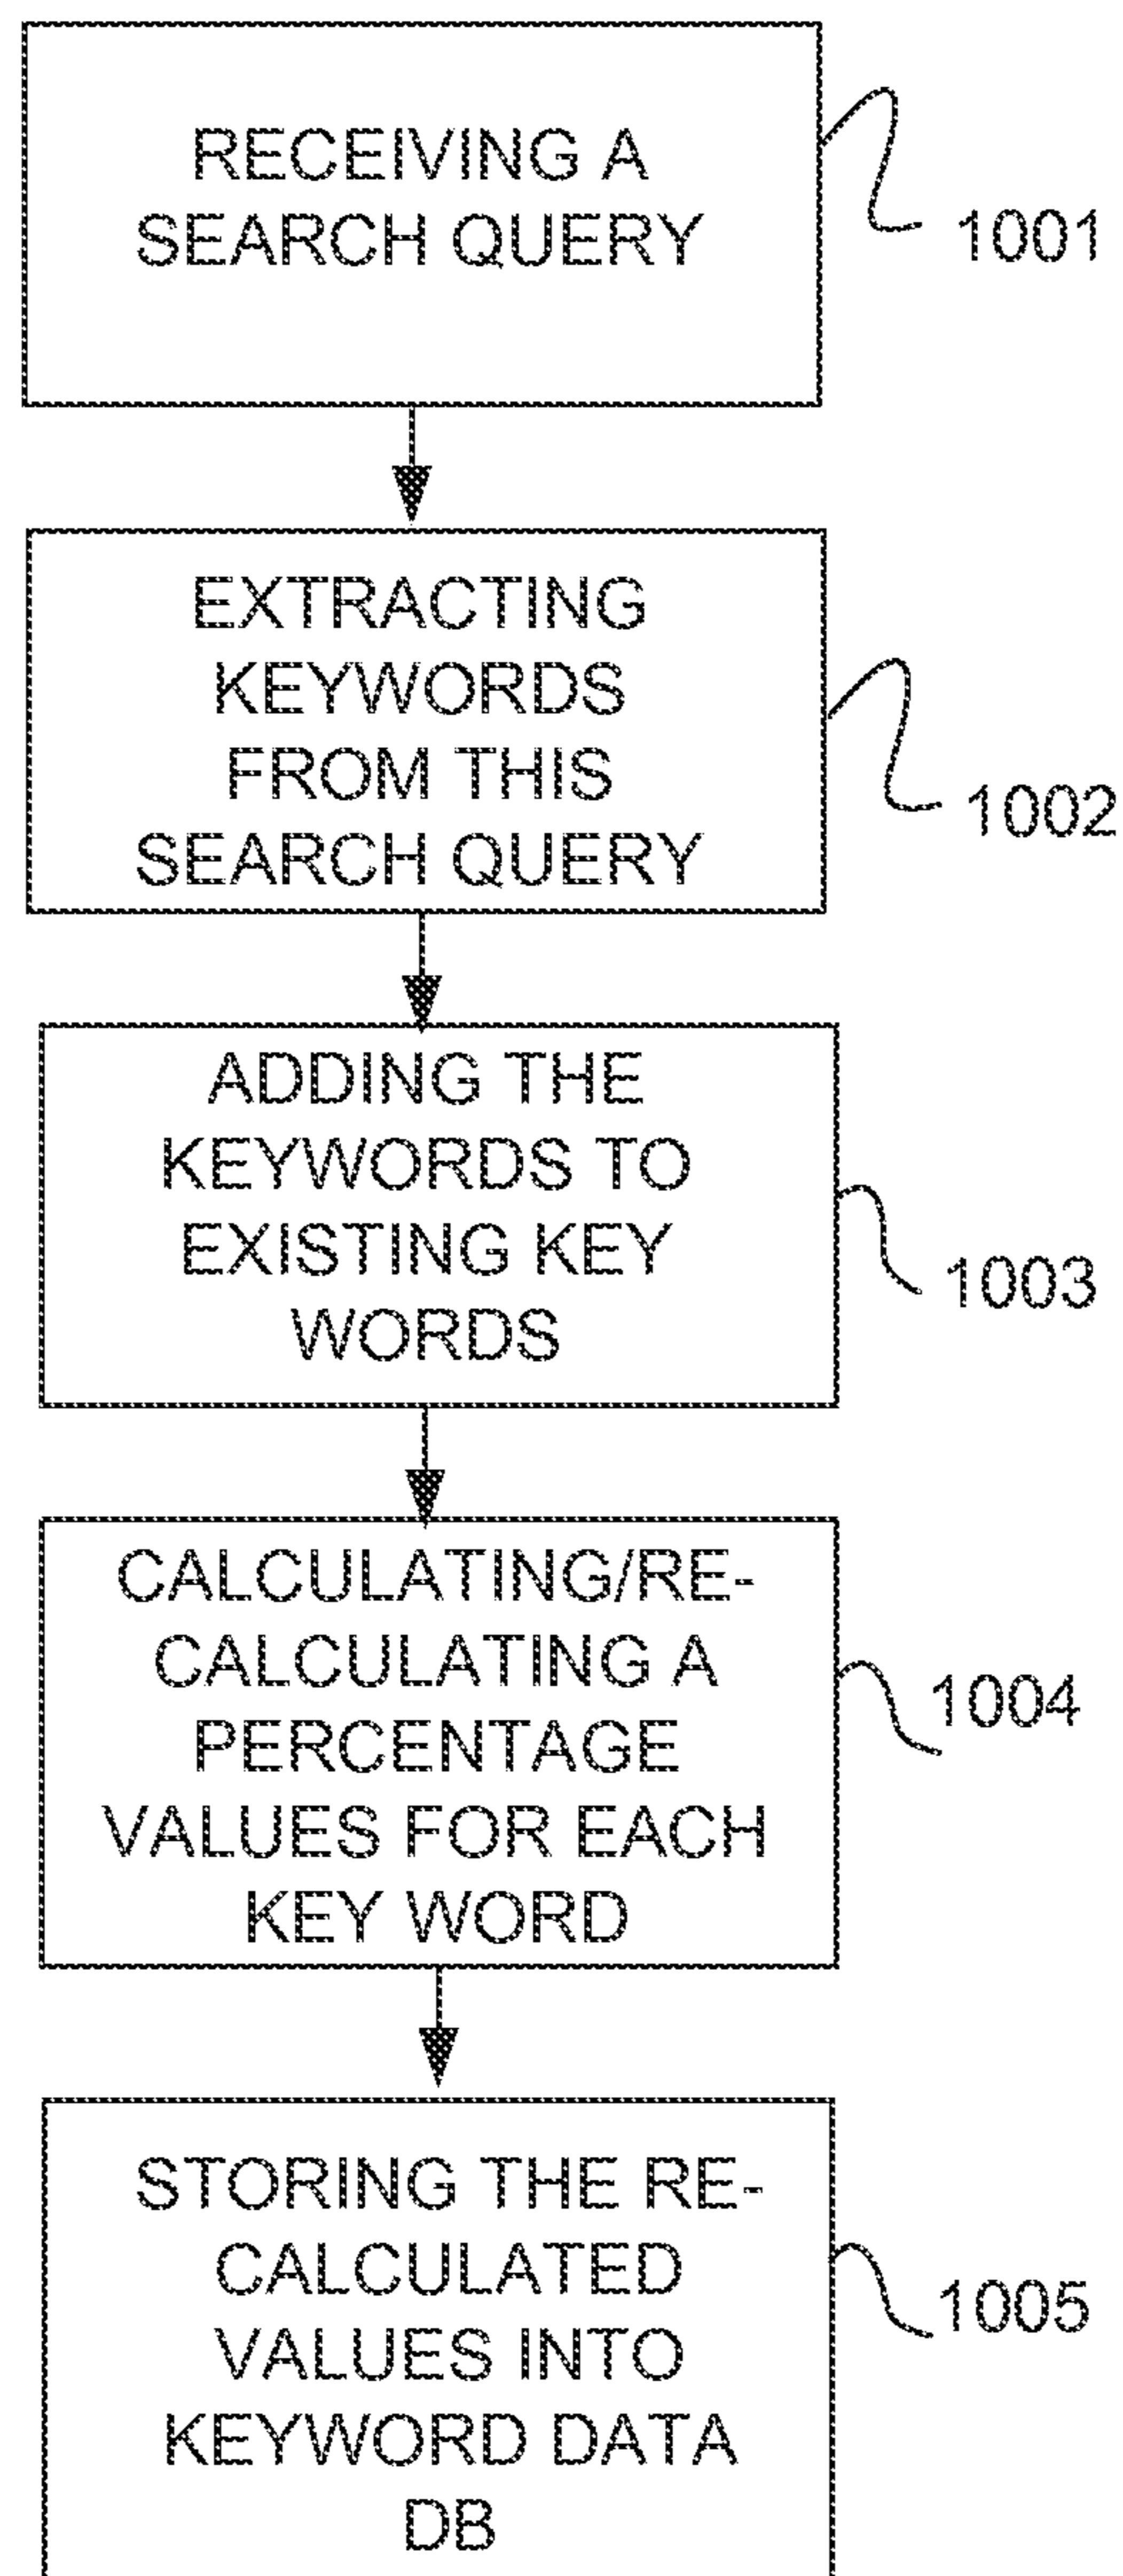 RECEIVING A
SEARCH QUERY
1001
EXTRACTING
KEYWORDS
FROM THIS
SEARCH QUERY
1002
ADDING THE
KEYWORDS TO
EXISTING KEY
WORDS
1003
CALCULATING/RE-
CALCULATING A
PERCENTAGE
VALUES FOR EACH
KEY WORD
1004
STORING THE RE-
CALCULATED
VALUES INTO
KEYWORD DATA
DB
1005